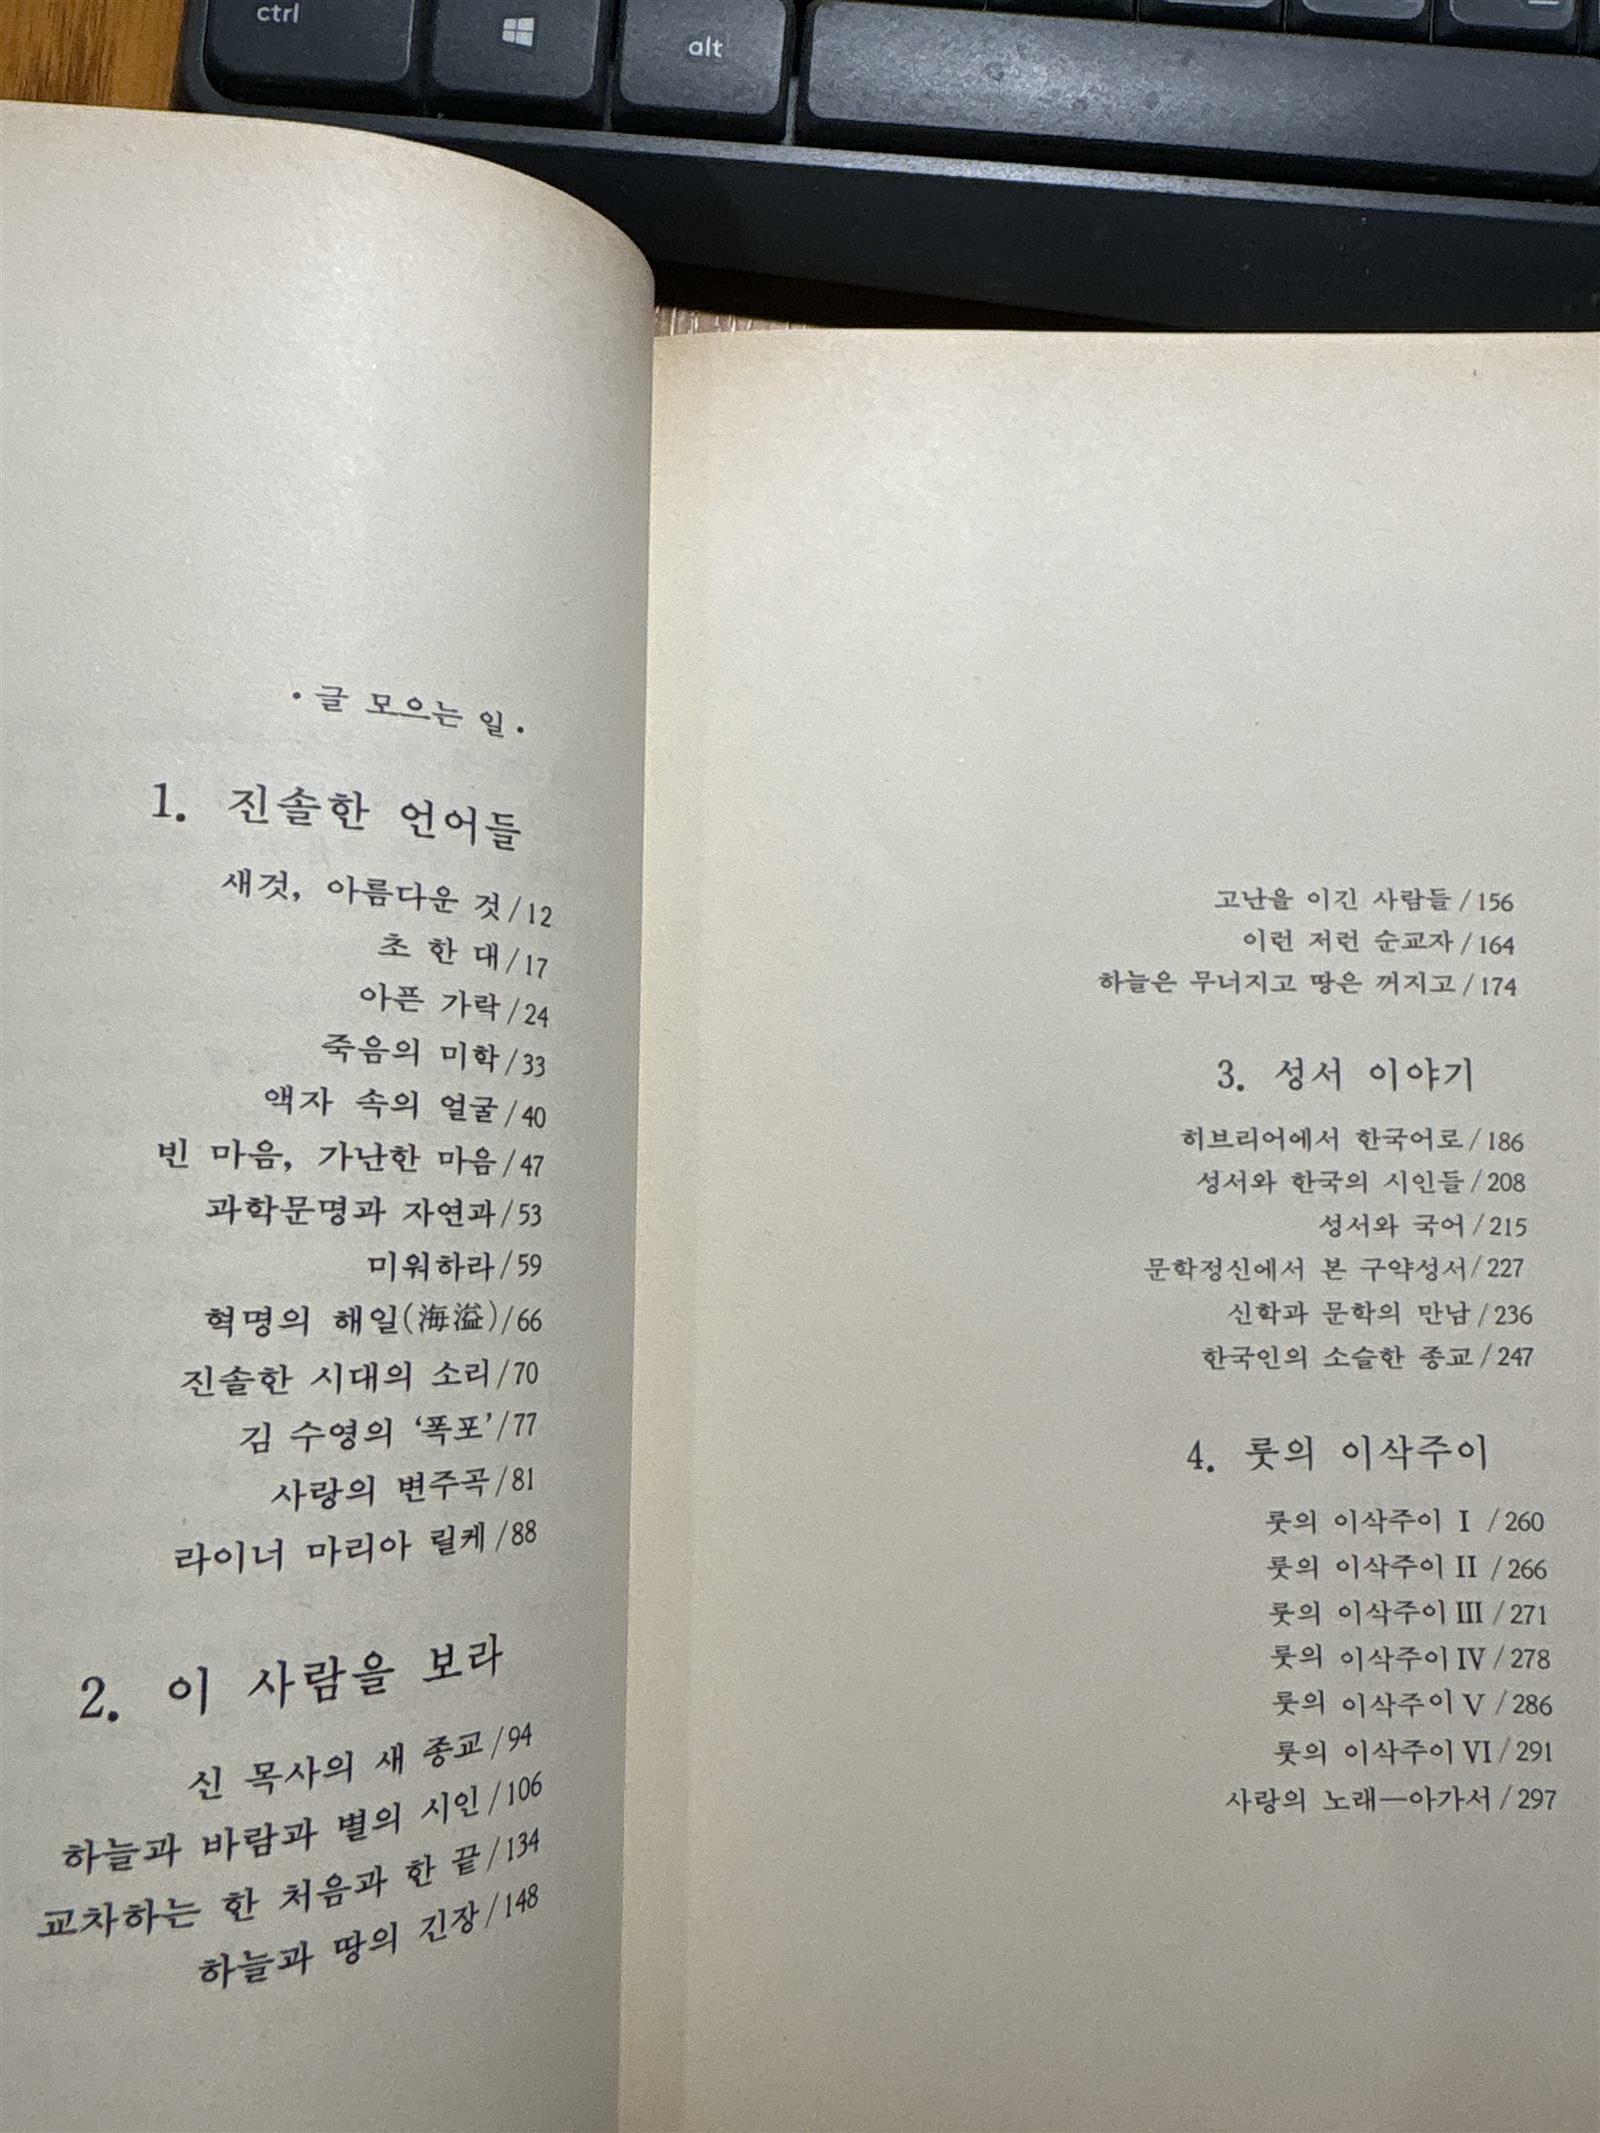 ctrl
alt
• 글 모으는 일 •
1. 진솔한 언어들
새것, 아름다운 것/12
초 한 대/17
아픈 가락/24
죽음의 미학/33
액자 속의 얼굴/40
빈 마음, 가난한 마음/47
과학문명과 자연과/53
미워하라/59
혁명의 해일(海溢)/66
진솔한 시대의 소리/70
김 수영의 ‘폭포’/77
사랑의 변주곡/81
라이너 마리아 릴케/88
2. 이 사람을 보라
신 목사의 새 종교/94
하늘과 바람과 별의 시인/106
교차하는 한 처음과 한 끝/134
하늘과 땅의 긴장/148
고난을 이긴 사람들/156
이런 저런 순교자/164
하늘은 무너지고 땅은 꺼지고/174
3. 성서 이야기
히브리어에서 한국어로/186
성서와 한국의 시인들/208
성서와 국어/215
문학정신에서 본 구약성서/227
신학과 문학의 만남/236
한국인의 소슬한 종교/247
4. 룻의 이삭주이
룻의 이삭주이 I /260
룻의 이삭주이 II /266
룻의 이삭주이 III /271
룻의 이삭주이 IV /278
룻의 이삭주이 V /286
룻의 이삭주이 VI /291
사랑의 노래—아가서/297